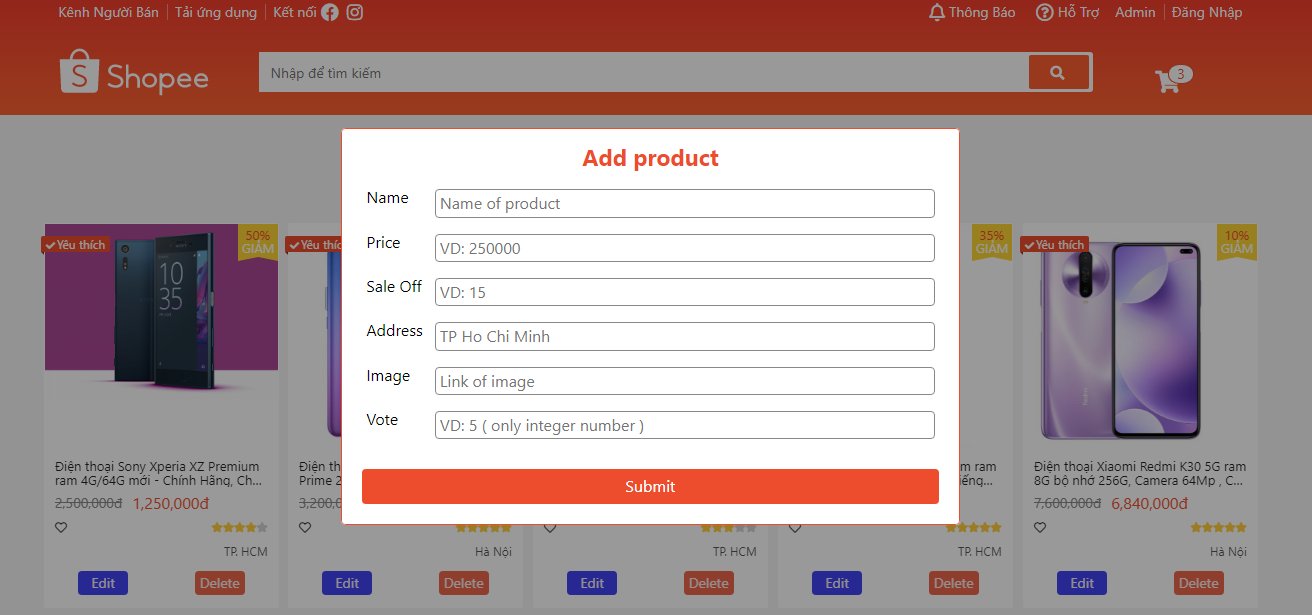 Kênh Người Bán
Tải ứng dụng
Kết nối
Thông Báo
Hỗ Trợ
Admin
Đăng Nhập
Shopee
Nhập để tìm kiếm
3
Add product
Name
Name of product
Price
VD: 250000
Sale Off
VD: 15
Address
TP Ho Chi Minh
Image
Link of image
Vote
VD: 5 ( only integer number )
Submit
Yêu thích
50%
GIẢM
10
35
Điện thoại Sony Xperia XZ Premium
ram 4G/64G mới - Chính Hãng, Ch...
2,500,000đ 1,250,000đ
TP. HCM
Edit
Delete
Yêu thíc
Điện th
Prime 2
3,200,0
Hà Nội
Edit
Delete
TP. HCM
Edit
Delete
35%
GIẢM
m ram
iếng...
TP. HCM
Edit
Delete
Yêu thích
10%
GIẢM
Redmi
Điện thoại Xiaomi Redmi K30 5G ram
8G bộ nhớ 256G, Camera 64Mp , C...
7,600,000đ 6,840,000đ
Hà Nội
Edit
Delete